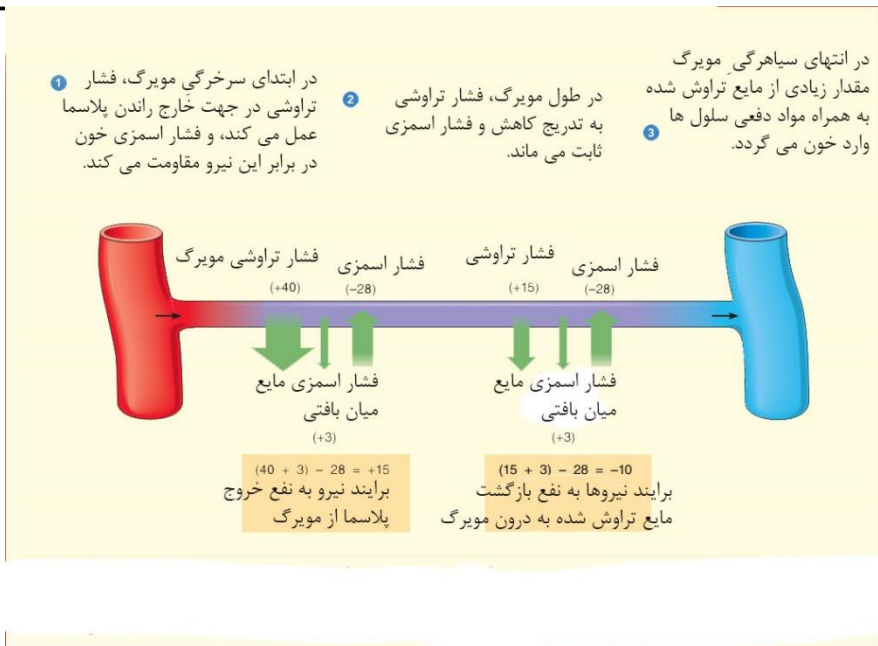 1 در ابتدای سرخرگیِ مویرگ، فشار
تراوشی در جهت خارج راندن پلاسما
عمل می کند، و فشار اسمزی خون
در برابر این نیرو مقاومت می کند.
2 در طول مویرگ، فشار تراوشی
به تدریج کاهش و فشار اسمزی
ثابت می ماند.
در انتهای سیاهرگیِ مویرگ
مقدار زیادی از مایع تراوش شده
به همراه مواد دفعی سلول ها
3 وارد خون می گردد.
فشار تراوشی مویرگ
(+40)
فشار اسمزی
(−28)
فشار تراوشی
(+15)
فشار اسمزی
(−28)
فشار اسمزی مایع
میان بافتی
(+3)
فشار اسمزی مایع
میان بافتی
(+3)
(40 + 3) − 28 = +15
برایند نیرو به نفع خروج
پلاسما از مویرگ
(15 + 3) − 28 = −10
برایند نیروها به نفع بازگشت
مایع تراوش شده به درون مویرگ